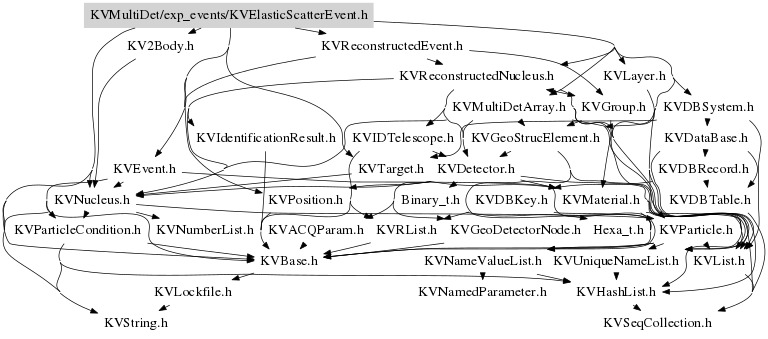 KVMultiDet/exp_events/KVElasticScatterEvent.h
KV2Body.h
KVReconstructedEvent.h
KVReconstructedNucleus.h
KVLayer.h
KVMultiDetArray.h
KVGroup.h
KVDBSystem.h
KVIdentificationResult.h
KVIDTelescope.h
KVGeoStrucElement.h
KVDataBase.h
KVEvent.h
KVTarget.h
KVDetector.h
KVDBRecord.h
KVNucleus.h
KVPosition.h
Binary_t.h
KVDBKey.h
KVMaterial.h
KVDBTable.h
KVParticleCondition.h
KVNumberList.h
KVACQParam.h
KVRList.h
KVGeoDetectorNode.h
Hexa_t.h
KVParticle.h
KVBase.h
KVNameValueList.h
KVUniqueNameList.h
KVList.h
KVLockfile.h
KVNamedParameter.h
KVHashList.h
KVString.h
KVSeqCollection.h